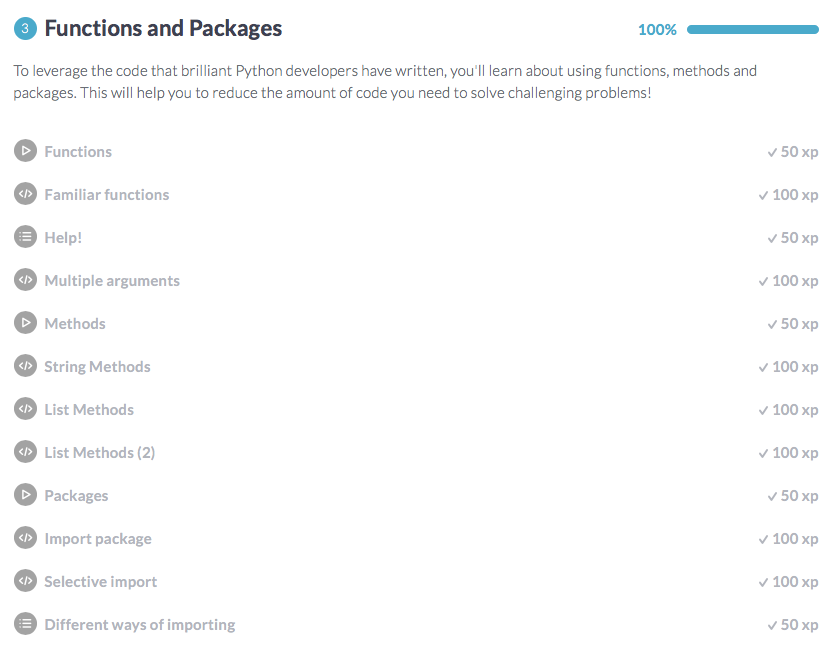 3 Functions and Packages 100%
To leverage the code that brilliant Python developers have written, you'll learn about using functions, methods and
packages. This will help you to reduce the amount of code you need to solve challenging problems!
Functions 50 xp
Familiar functions 100 xp
Help! 50 xp
Multiple arguments 100 xp
Methods 50 xp
String Methods 100 xp
List Methods 100 xp
List Methods (2) 100 xp
Packages 50 xp
Import package 100 xp
Selective import 100 xp
Different ways of importing 50 xp